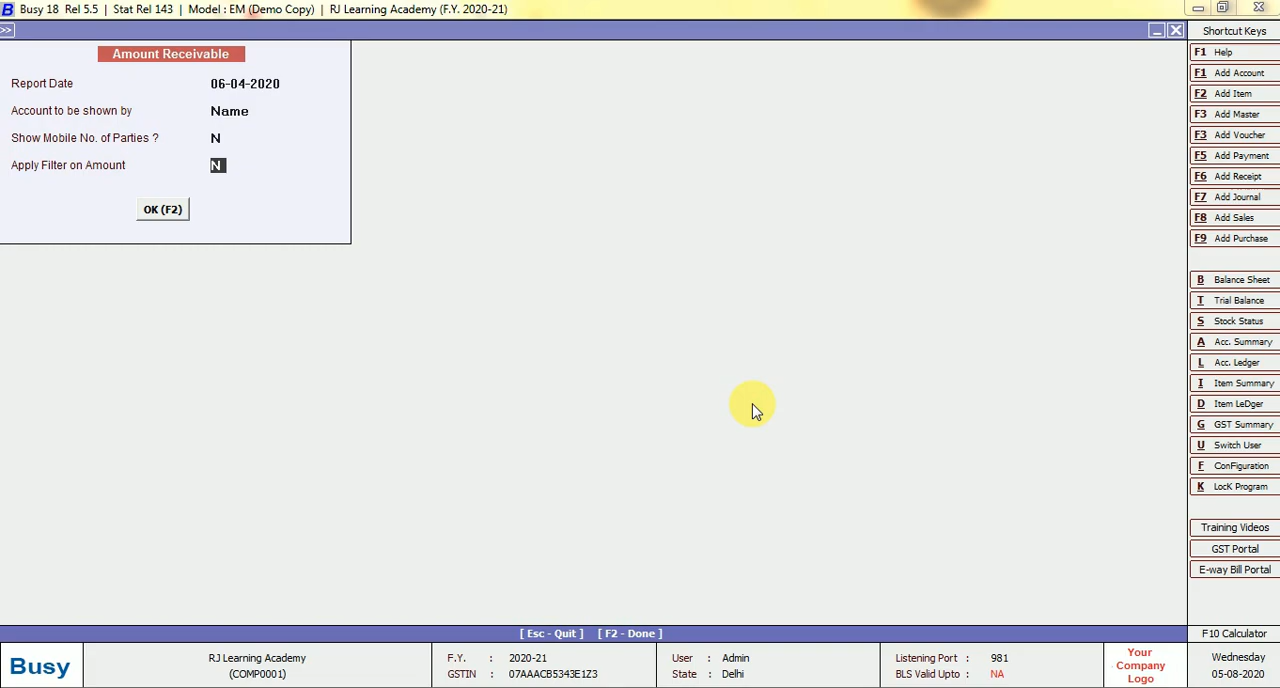 B Busy 18 Rel 5.5 | Stat Rel 143 | Model : EM (Demo Copy) | RJ Learning Academy (F.Y. 2020-21)
>>
Amount Receivable
Report Date 06-04-2020
Account to be shown by Name
Show Mobile No. of Parties ? N
Apply Filter on Amount N
OK (F2)
Shortcut Keys
F1 Help
F1 Add Account
F2 Add Item
F3 Add Master
F3 Add Voucher
F5 Add Payment
F6 Add Receipt
F7 Add Journal
F8 Add Sales
F9 Add Purchase
B Balance Sheet
T Trial Balance
S Stock Status
A Acc. Summary
L Acc. Ledger
I Item Summary
D Item LeDger
G GST Summary
U Switch User
F ConFiguration
K LocK Program
Training Videos
GST Portal
E-way Bill Portal
[ Esc - Quit ] [ F2 - Done ]
F10 Calculator
Busy
RJ Learning Academy
(COMP0001)
F.Y. : 2020-21
GSTIN : 07AAACB5343E1Z3
User : Admin
State : Delhi
Listening Port : 981
BLS Valid Upto : NA
Your
Company
Logo
Wednesday
05-08-2020